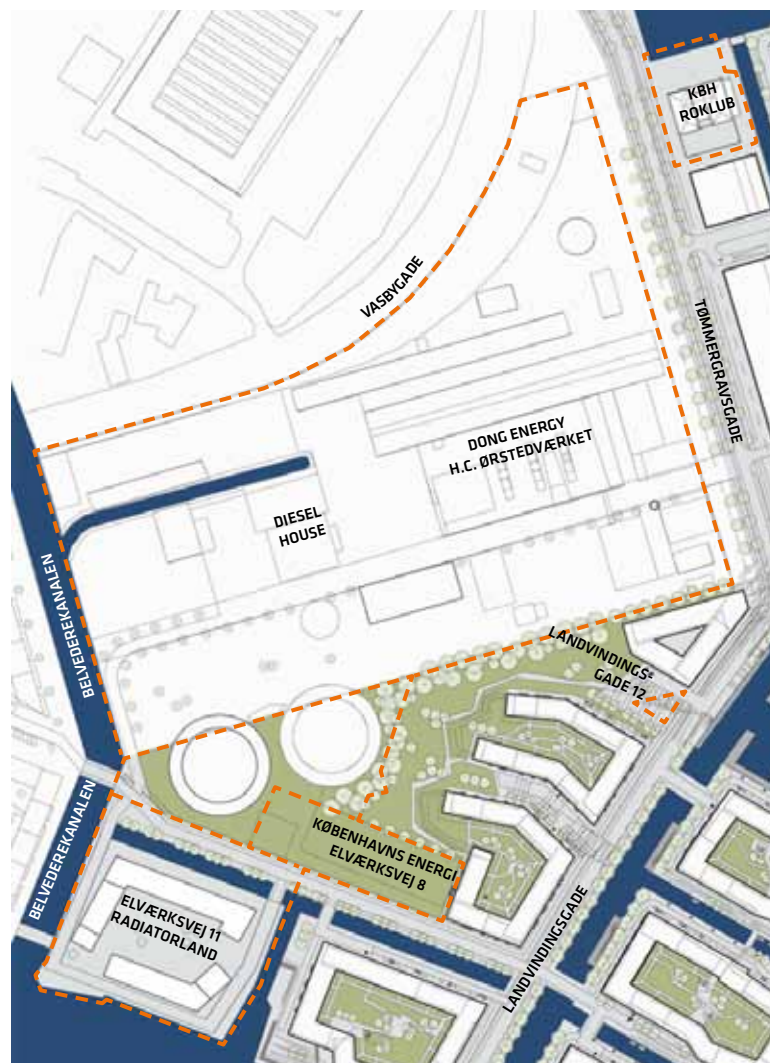 KBH
ROKLUB
VASBYGADE
TØMMERGRAVSGADE
DONG ENERGY
H.C. ØRSTEDVÆRKET
DIESEL
HOUSE
BELVEDEREKANALEN
LANDVINDINGS-
GADE 12
BELVEDEREKANALEN
KØBENHAVNS ENERGI
ELVÆRKSVEJ 8
ELVÆRKSVEJ 11
RADIATORLAND
LANDVINDINGSGADE